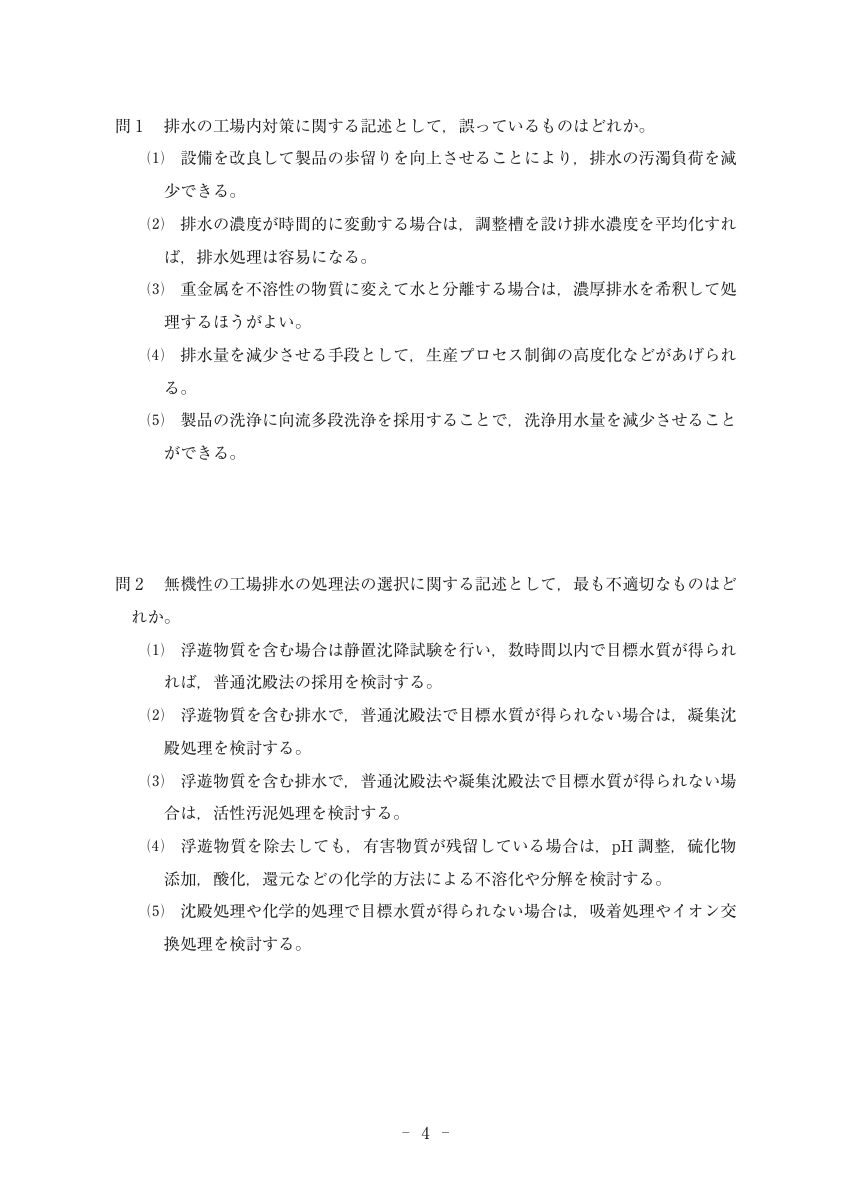 問1 排水の工場内対策に関する記述として，誤っているものはどれか。
(1) 設備を改良して製品の歩留りを向上させることにより，排水の汚濁負荷を減
少できる。
(2) 排水の濃度が時間的に変動する場合は，調整槽を設け排水濃度を平均化すれ
ば，排水処理は容易になる。
(3) 重金属を不溶性の物質に変えて水と分離する場合は，濃厚排水を希釈して処
理するほうがよい。
(4) 排水量を減少させる手段として，生産プロセス制御の高度化などがあげられ
る。
(5) 製品の洗浄に向流多段洗浄を採用することで，洗浄用水量を減少させること
ができる。
問2 無機性の工場排水の処理法の選択に関する記述として，最も不適切なものはど
れか。
(1) 浮遊物質を含む場合は静置沈降試験を行い，数時間以内で目標水質が得られ
れば，普通沈殿法の採用を検討する。
(2) 浮遊物質を含む排水で，普通沈殿法で目標水質が得られない場合は，凝集沈
殿処理を検討する。
(3) 浮遊物質を含む排水で，普通沈殿法や凝集沈殿法で目標水質が得られない場
合は，活性汚泥処理を検討する。
(4) 浮遊物質を除去しても，有害物質が残留している場合は，pH 調整，硫化物
添加，酸化，還元などの化学的方法による不溶化や分解を検討する。
(5) 沈殿処理や化学的処理で目標水質が得られない場合は，吸着処理やイオン交
換処理を検討する。
- 4 -